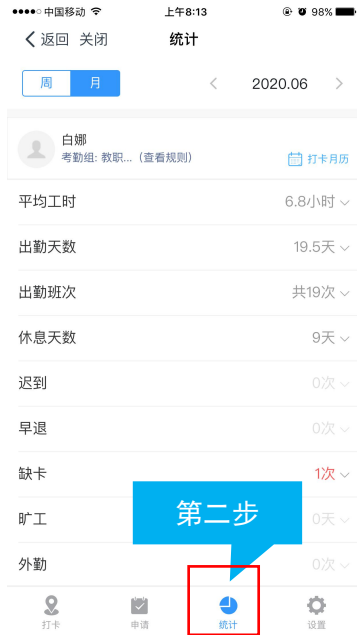 中国移动 上午8:13 98%
返回 关闭 统计
周 月 2020.06
白娜
考勤组: 教职... (查看规则) 打卡月历
平均工时 6.8小时
出勤天数 19.5天
出勤班次 共19次
休息天数 9天
迟到 0次
早退 0次
缺卡 1次
第二步
旷工 0天
外勤 0次
打卡 申请 统计 设置